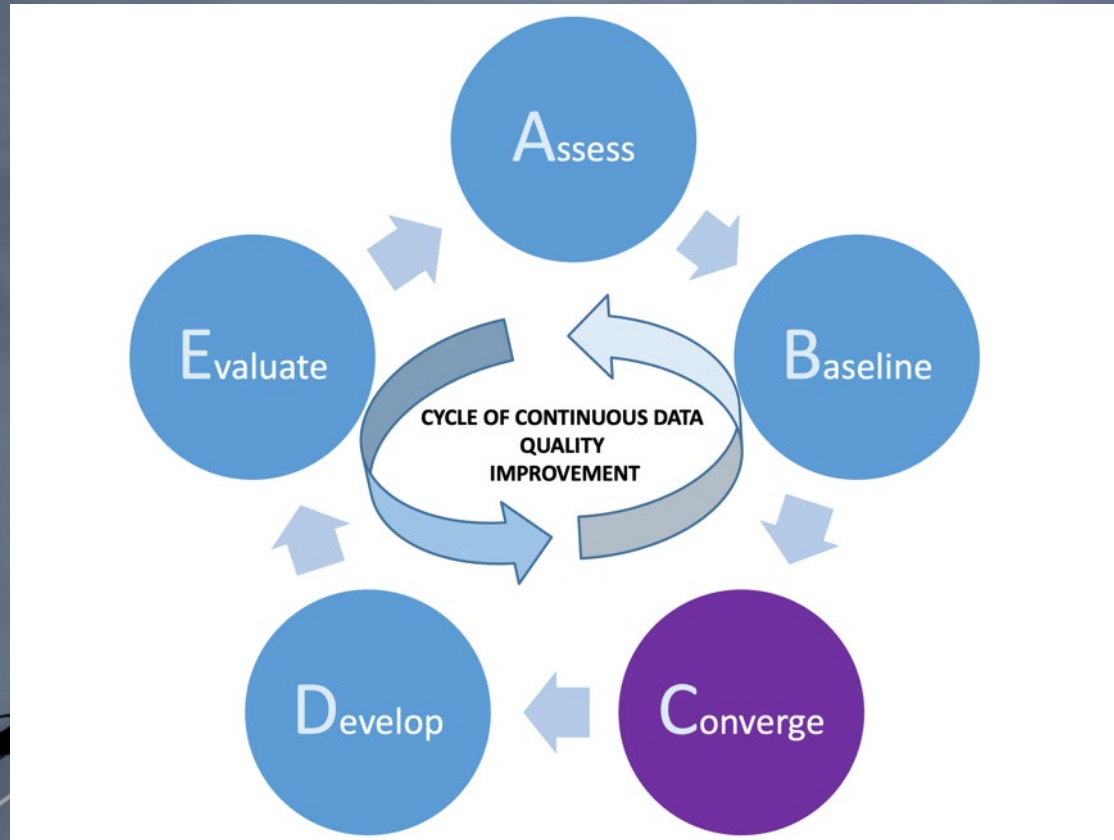 Assess
Baseline
Converge
Develop
Evaluate
CYCLE OF CONTINUOUS DATA
QUALITY
IMPROVEMENT